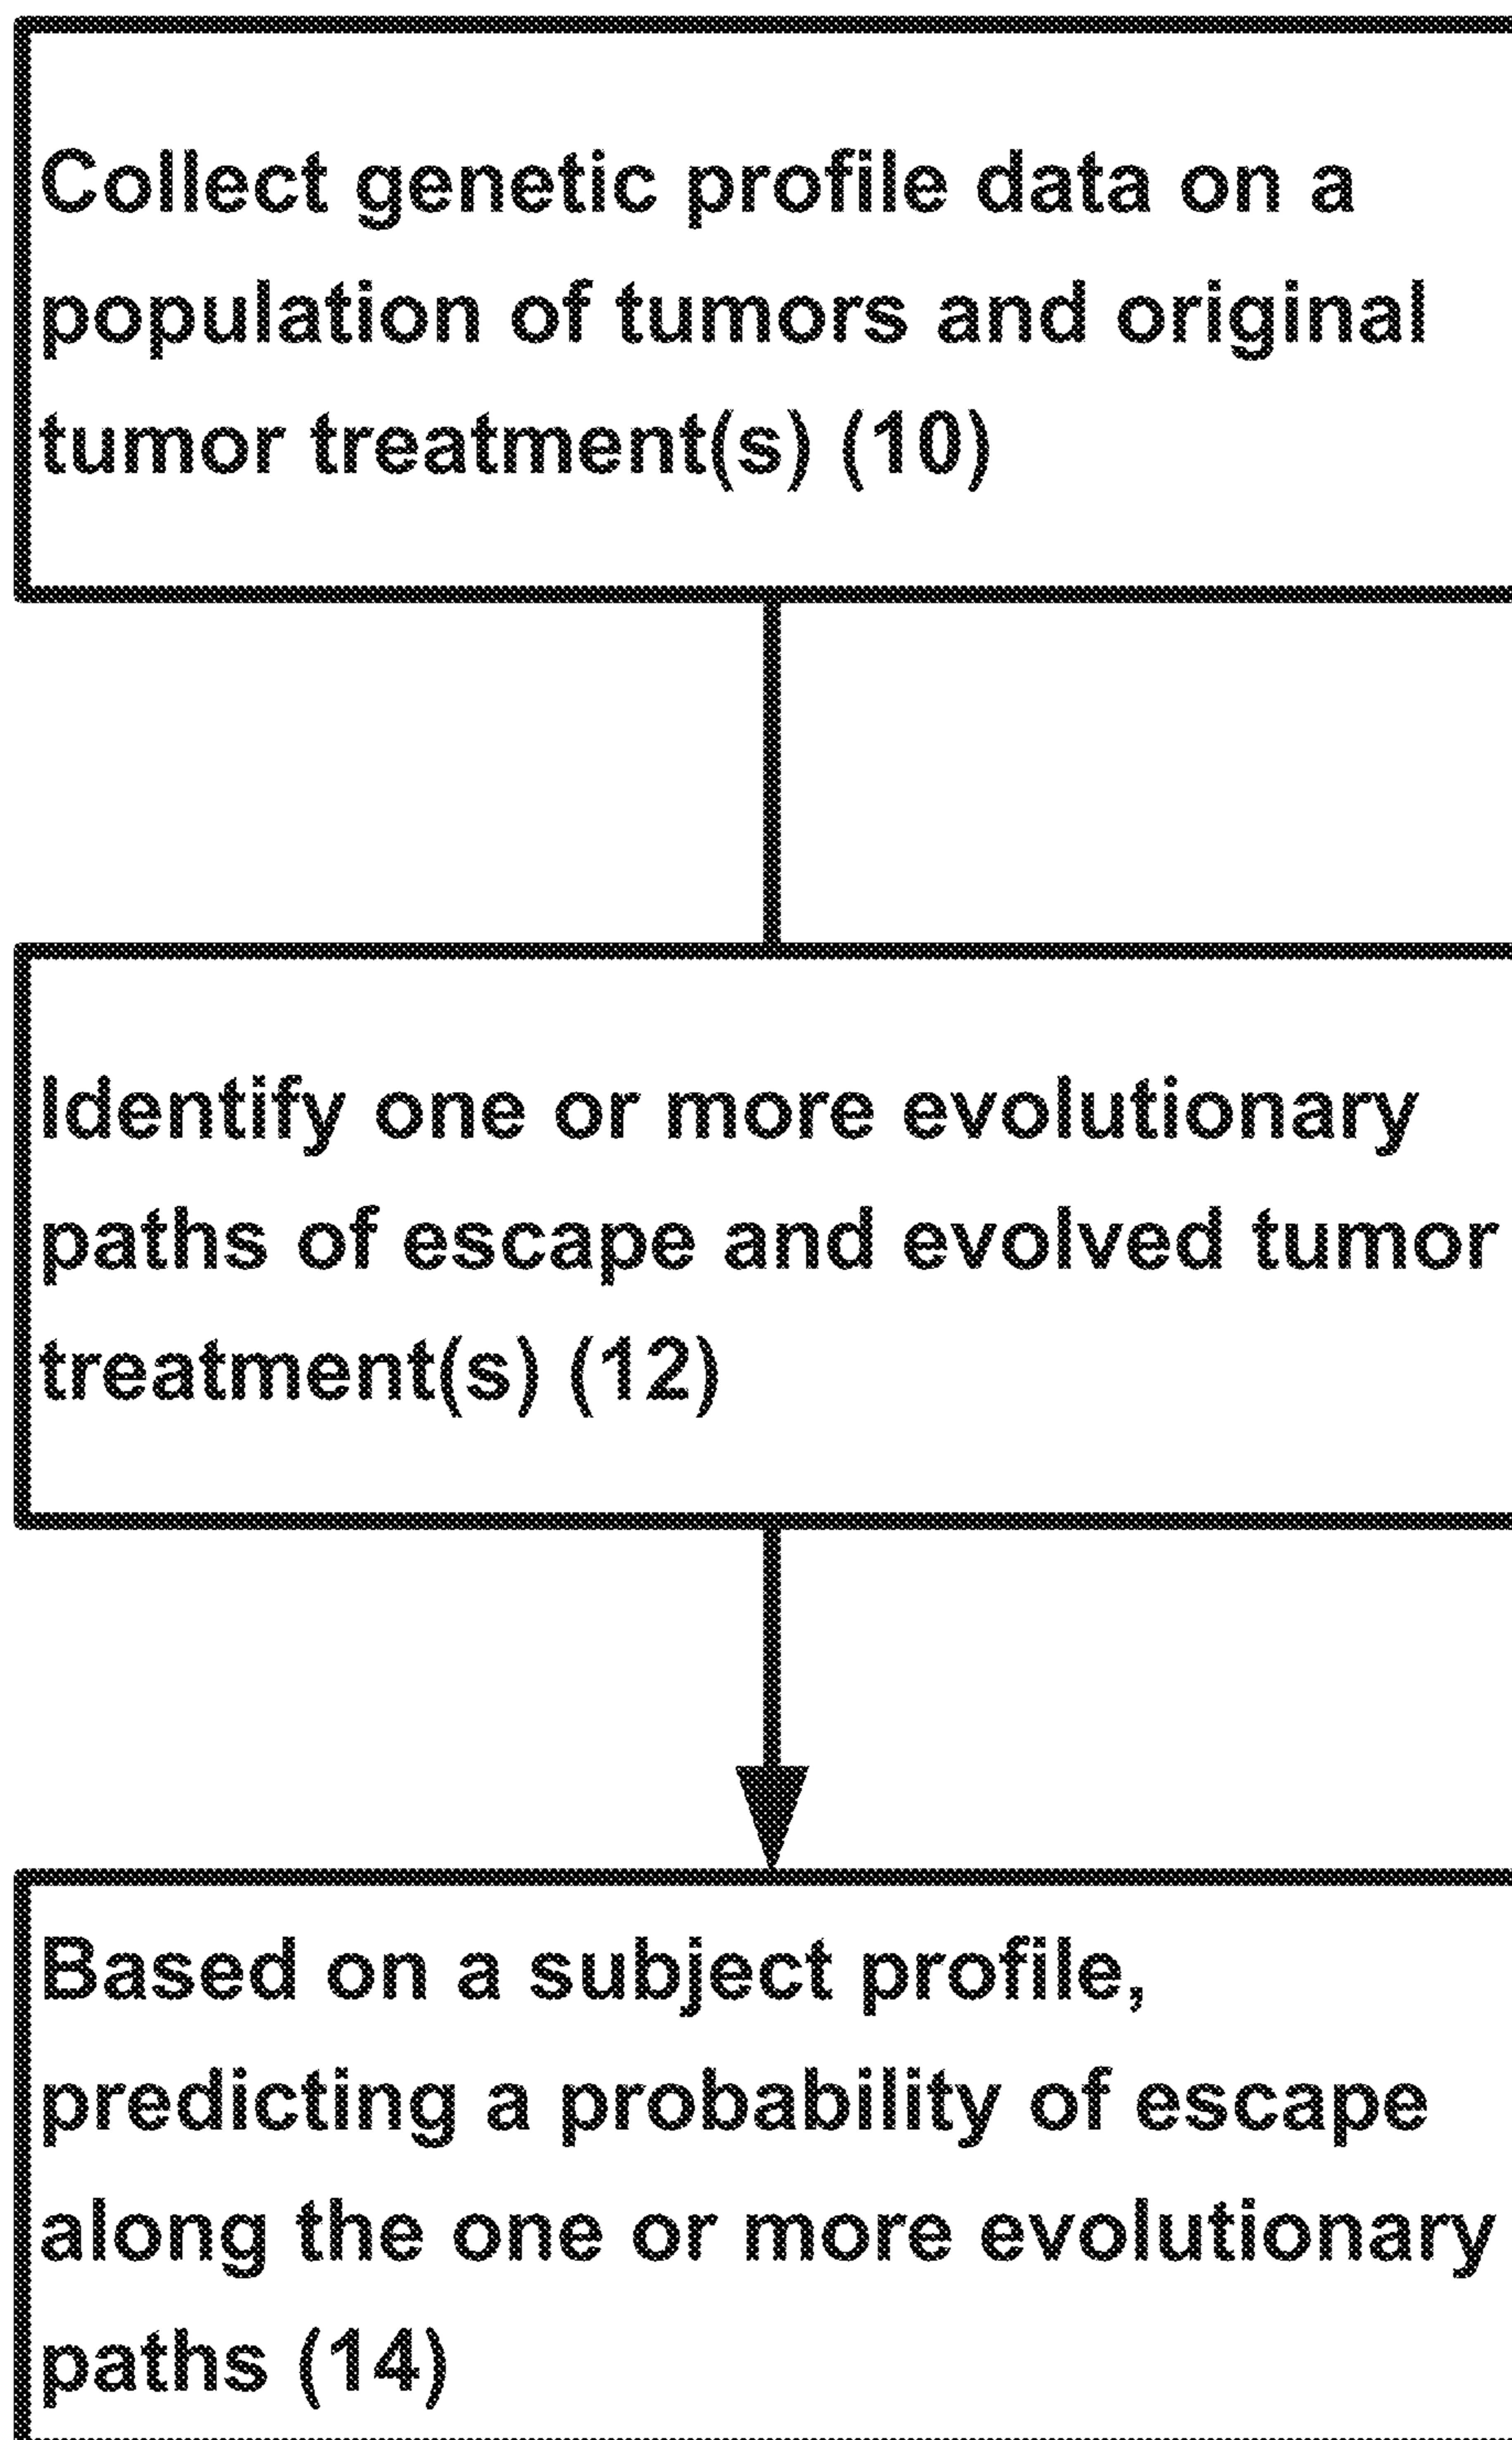 Collect genetic profile data on a
population of tumors and original
tumor treatment(s) (10)
Identify one or more evolutionary
paths of escape and evolved tumor
treatment(s) (12)
Based on a subject profile,
predicting a probability of escape
along the one or more evolutionary
paths (14)